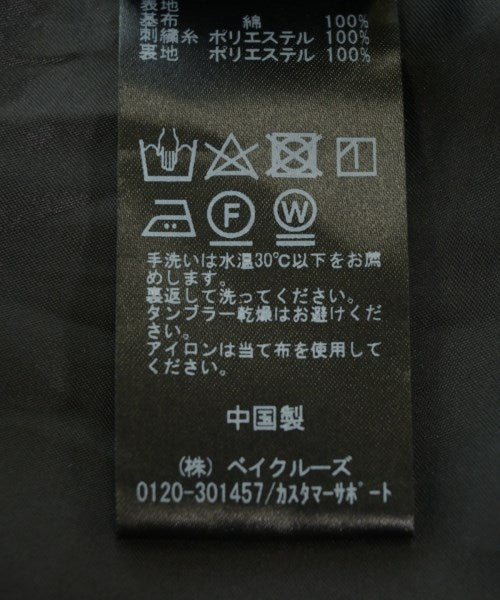 表地
基布 綿 100%
刺繍糸 ポリエステル 100%
裏地 ポリエステル 100%
F W
手洗いは水温30℃以下をお薦
めします。
裏返して洗ってください。
タンブラー乾燥はお避けくだ
さい。
アイロンは当て布を使用して
ください。
中国製
(株) ベイクルーズ
0120-301457/ｶｽﾀﾏｰｻﾎﾟｰﾄ